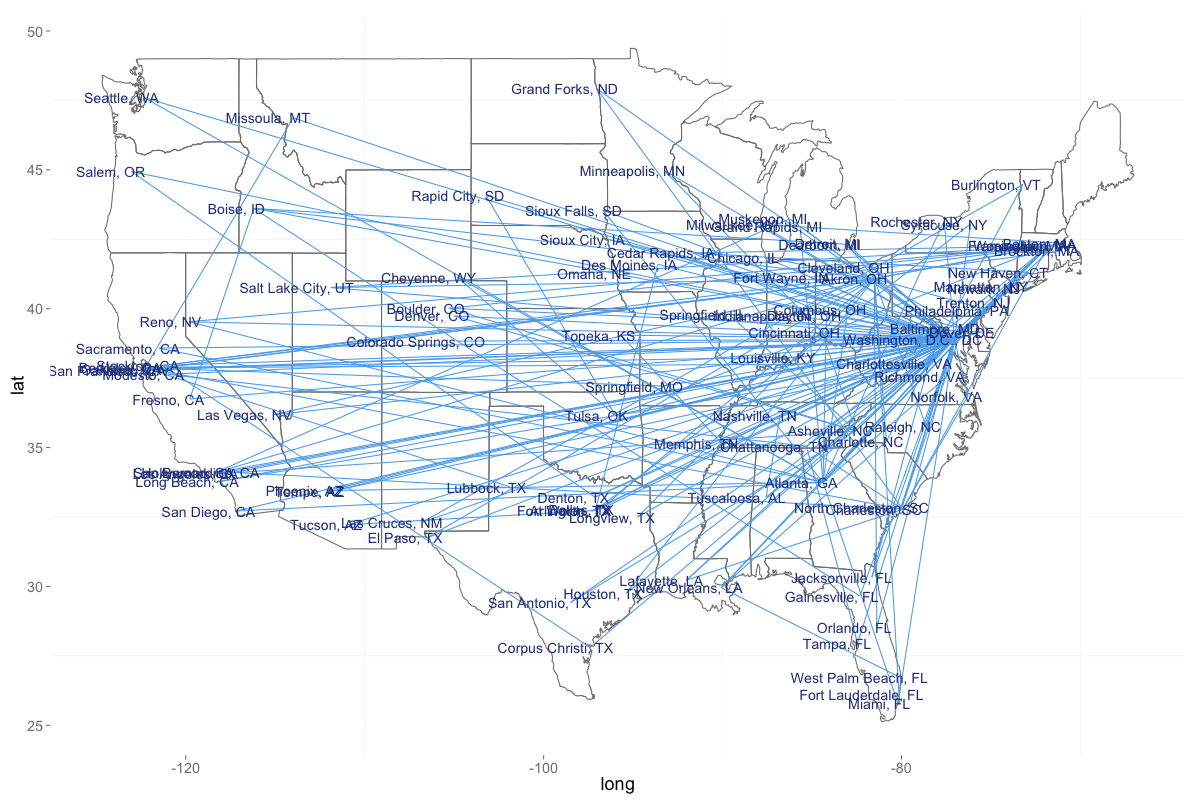 50
45
40
35
30
25
lat
Seattle, WA
Grand Forks, ND
Missoula, MT
Salem, OR
Minneapolis, MN
Burlington, VT
Rapid City, SD
Boise, ID
Sioux Falls, SD
Muskegon, MI
Grand Rapids, MI
Rochester, NY
Syracuse, NY
Sioux City, IA
Detroit, MI
Brockton, MA
Cedar Rapids, IA
Chicago, IL
Des Moines, IA
Omaha, NE
Cleveland, OH
Fort Wayne, IN
Akron, OH
New Haven, CT
Cheyenne, WY
Salt Lake City, UT
Manhattan, NY
Newark, NJ
Trenton, NJ
Boulder, CO
Denver, CO
Columbus, OH
Springfield, IL
Indianapolis,
Dayton, OH
Philadelphia, PA
Reno, NV
Topeka, KS
Cincinnati, OH
Baltimore, MD
Washington, D.C., DC
Colorado Springs, CO
Sacramento, CA
Louisville, KY
Charlottesville, VA
Stockton, CA
San Francisco,
Modesto, CA
Richmond, VA
Springfield, MO
Fresno, CA
Norfolk, VA
Las Vegas, NV
Tulsa, OK
Nashville, TN
Asheville, NC
Raleigh, NC
Memphis, TN
Chattanooga, TN
Charlotte, NC
San Bernardino, CA
Long Beach, CA
Phoenix, AZ
Tempe, AZ
Lubbock, TX
Atlanta, GA
Denton, TX
Tuscaloosa, AL
San Diego, CA
Dallas, TX
Longview, TX
North Charleston, SC
Charleston, SC
Tucson, AZ
Las Cruces, NM
El Paso, TX
Lafayette, LA
New Orleans, LA
Houston, TX
San Antonio, TX
Jacksonville, FL
Gainesville, FL
Orlando, FL
Tampa, FL
Corpus Christi, TX
West Palm Beach, FL
Fort Lauderdale, FL
Miami, FL
-120
-100
-80
long